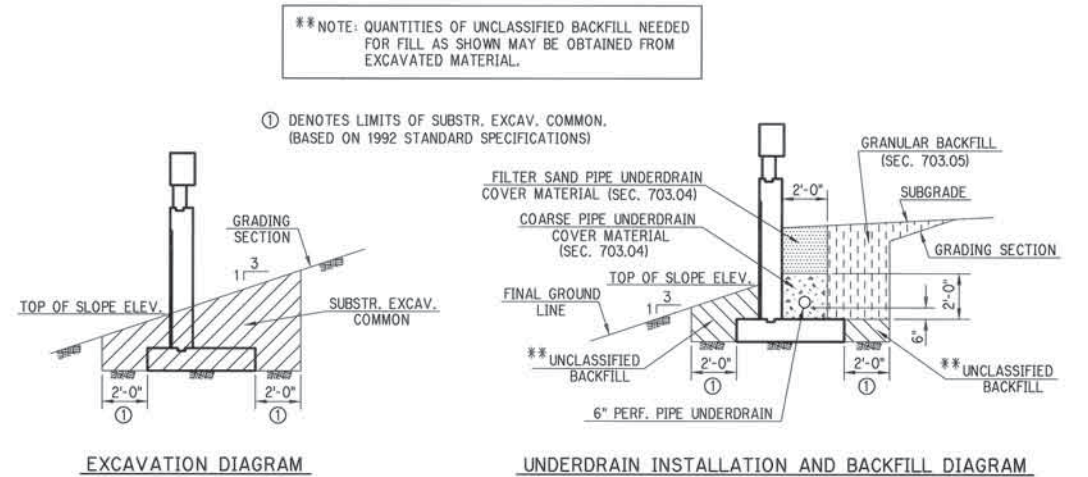 **NOTE: QUANTITIES OF UNCLASSIFIED BACKFILL NEEDED
FOR FILL AS SHOWN MAY BE OBTAINED FROM
EXCAVATED MATERIAL.
① DENOTES LIMITS OF SUBSTR. EXCAV. COMMON.
(BASED ON 1992 STANDARD SPECIFICATIONS)
GRADING
SECTION
3
1
TOP OF SLOPE ELEV.
SUBSTR. EXCAV.
COMMON
2'-0"
①
2'-0"
①
EXCAVATION DIAGRAM
GRANULAR BACKFILL
(SEC. 703.05)
FILTER SAND PIPE UNDERDRAIN
COVER MATERIAL (SEC. 703.04)
2'-0"
SUBGRADE
COARSE PIPE UNDERDRAIN
COVER MATERIAL
(SEC. 703.04)
GRADING SECTION
TOP OF SLOPE ELEV.
3
1
FINAL GROUND
LINE
2'-0"
6"
**UNCLASSIFIED
BACKFILL
2'-0"
①
2'-0"
①
**UNCLASSIFIED
BACKFILL
6" PERF. PIPE UNDERDRAIN
UNDERDRAIN INSTALLATION AND BACKFILL DIAGRAM